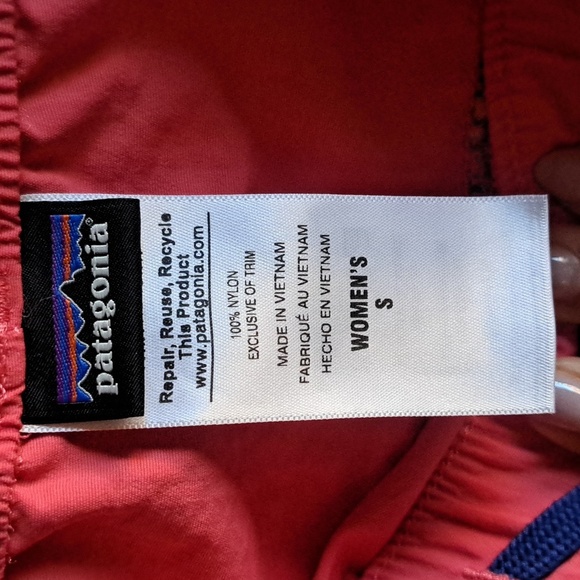 patagonia®
Repair, Reuse, Recycle
This Product
www.patagonia.com
100% NYLON
EXCLUSIVE OF TRIM
MADE IN VIETNAM
FABRIQUÉ AU VIETNAM
HECHO EN VIETNAM
WOMEN'S
S